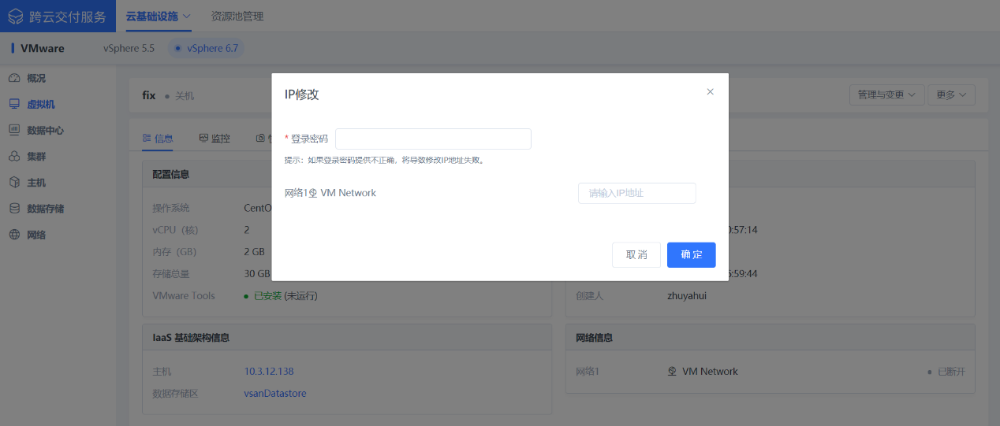 跨云交付服务 云基础设施 资源池管理
VMware vSphere 5.5 vSphere 6.7
概况
虚拟机
数据中心
集群
主机
数据存储
网络
fix 关机 管理与变更 更多
信息 监控
IP修改
* 登录密码
提示：如果登录密码提供不正确，将导致修改IP地址失败。
网络1 VM Network 请输入IP地址
取消 确定
配置信息
操作系统 CentO
vCPU（核） 2 0:57:14
内存（GB） 2 GB
存储总量 30 GB 5:59:44
VMware Tools 已安装 (未运行) 创建人 zhuyahui
IaaS 基础架构信息 网络信息
主机 10.3.12.138 网络1 VM Network 已断开
数据存储区 vsanDatastore